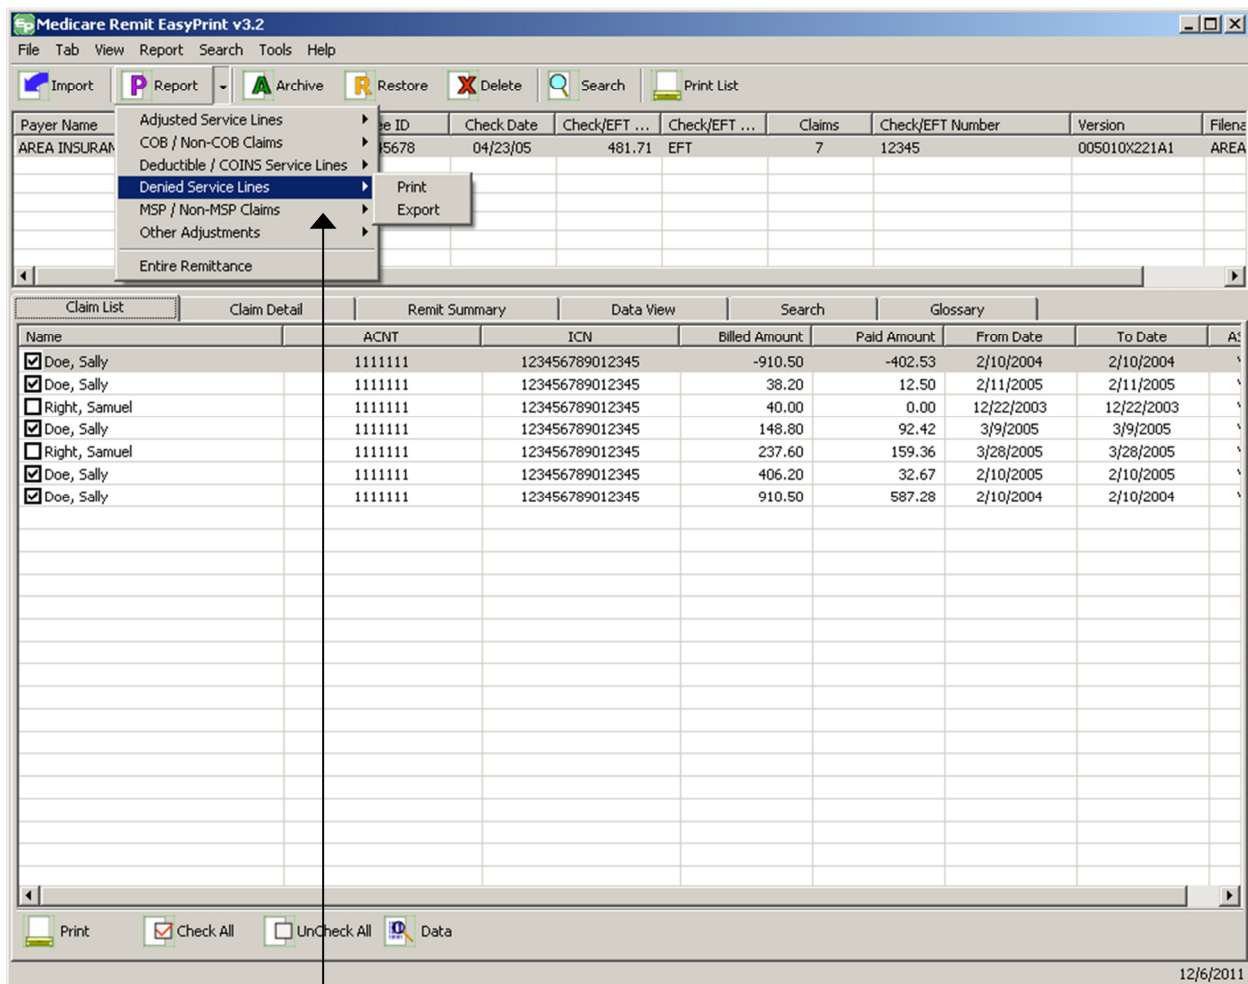 Medicare Remit EasyPrint v3.2
File Tab View Report Search Tools Help
Import Report Archive Restore Delete Search Print List
Payer Name ee ID Check Date Check/EFT ... Check/EFT ... Claims Check/EFT Number Version Filena
AREA INSURAN 45678 04/23/05 481.71 EFT 7 12345 005010X221A1 AREA
Adjusted Service Lines
COB / Non-COB Claims
Deductible / COINS Service Lines
Denied Service Lines
MSP / Non-MSP Claims
Other Adjustments
Entire Remittance
Print
Export
Claim List Claim Detail Remit Summary Data View Search Glossary
Name ACNT ICN Billed Amount Paid Amount From Date To Date AS
Doe, Sally 1111111 123456789012345 -910.50 -402.53 2/10/2004 2/10/2004
Doe, Sally 1111111 123456789012345 38.20 12.50 2/11/2005 2/11/2005
Right, Samuel 1111111 123456789012345 40.00 0.00 12/22/2003 12/22/2003
Doe, Sally 1111111 123456789012345 148.80 92.42 3/9/2005 3/9/2005
Right, Samuel 1111111 123456789012345 237.60 159.36 3/28/2005 3/28/2005
Doe, Sally 1111111 123456789012345 406.20 32.67 2/10/2005 2/10/2005
Doe, Sally 1111111 123456789012345 910.50 587.28 2/10/2004 2/10/2004
Print Check All UnCheck All Data
12/6/2011